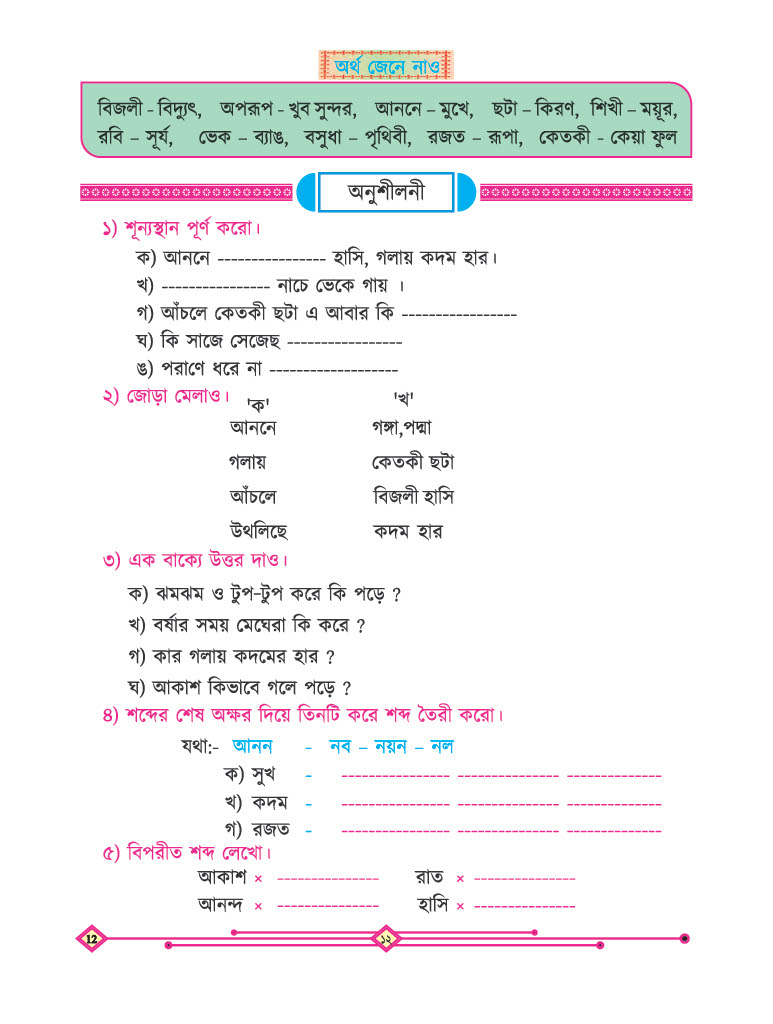 অর্থ জেনে নাও
বিজলী - বিদ্যুৎ, অপরূপ - খুব সুন্দর, আননে – মুখে, ছটা – কিরণ, শিখী – ময়ূর,
রবি – সূর্য, ভেক – ব্যাঙ, বসুধা – পৃথিবী, রজত – রূপা, কেতকী - কেয়া ফুল
অনুশীলনী
১) শূন্যস্থান পূর্ণ করো।
ক) আননে ---------------- হাসি, গলায় কদম হার।
খ) ---------------- নাচে ভেকে গায় ।
গ) আঁচলে কেতকী ছটা এ আবার কি -----------------
ঘ) কি সাজে সেজেছ -----------------
ঙ) পরাণে ধরে না -------------------
২) জোড়া মেলাও।
'ক' 'খ'
আননে গঙ্গা,পদ্মা
গলায় কেতকী ছটা
আঁচলে বিজলী হাসি
উথলিছে কদম হার
৩) এক বাক্যে উত্তর দাও।
ক) ঝমঝম ও টুপ-টুপ করে কি পড়ে ?
খ) বর্ষার সময় মেঘেরা কি করে ?
গ) কার গলায় কদমের হার ?
ঘ) আকাশ কিভাবে গলে পড়ে ?
৪) শব্দের শেষ অক্ষর দিয়ে তিনটি করে শব্দ তৈরী করো।
যথা:- আনন - নব – নয়ন – নল
ক) সুখ - ---------------- --------------- --------------
খ) কদম - ---------------- --------------- --------------
গ) রজত - ---------------- --------------- --------------
৫) বিপরীত শব্দ লেখো।
আকাশ × --------------- রাত × ---------------
আনন্দ × --------------- হাসি × ---------------
12 ১২